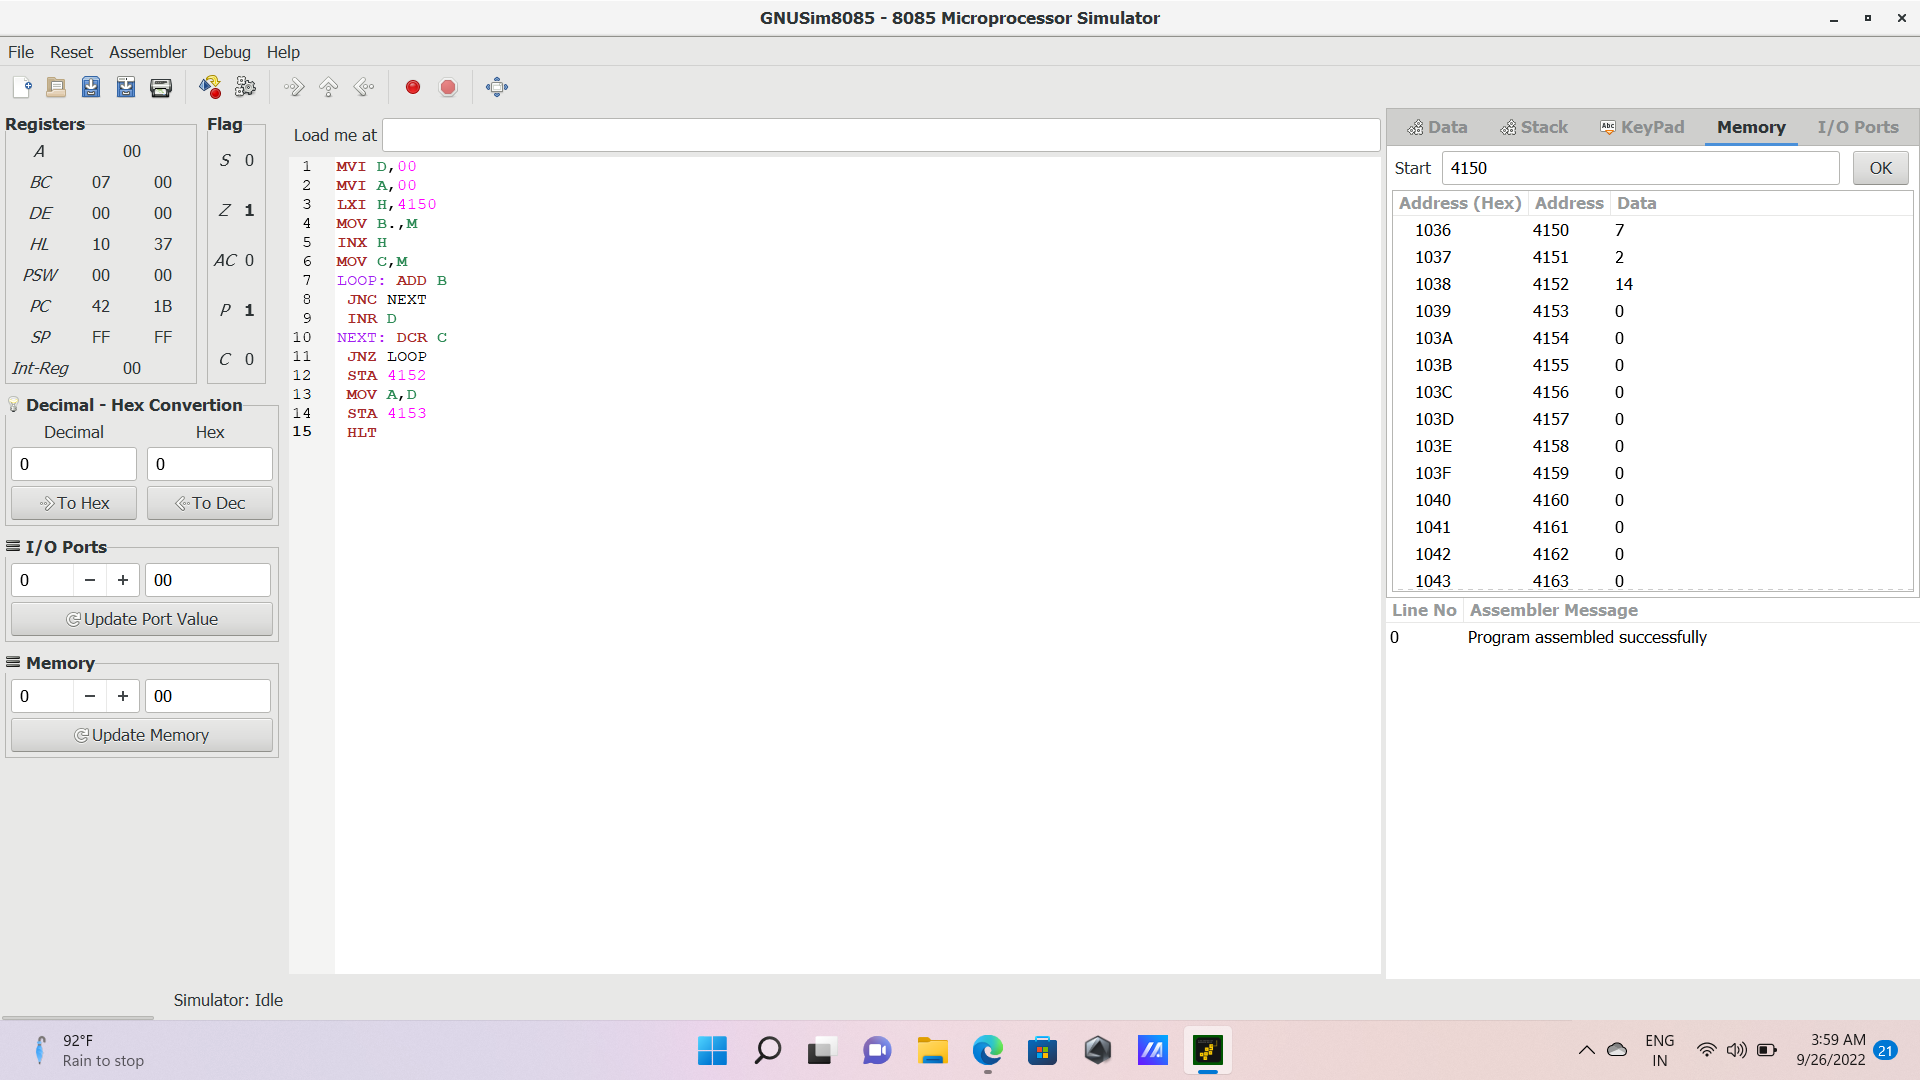 GNUSim8085 - 8085 Microprocessor Simulator
File Reset Assembler Debug Help
Registers
A 00
BC 07 00
DE 00 00
HL 10 37
PSW 00 00
PC 42 1B
SP FF FF
Int-Reg 00
Flag
S 0
Z 1
AC 0
P 1
C 0
Decimal - Hex Convertion
Decimal Hex
0 0
To Hex To Dec
I/O Ports
0 − + 00
Update Port Value
Memory
0 − + 00
Update Memory
Load me at
1 MVI D,00
2 MVI A,00
3 LXI H,4150
4 MOV B.,M
5 INX H
6 MOV C,M
7 LOOP: ADD B
8 JNC NEXT
9 INR D
10 NEXT: DCR C
11 JNZ LOOP
12 STA 4152
13 MOV A,D
14 STA 4153
15 HLT
Data Stack Abc KeyPad Memory I/O Ports
Start 4150 OK
Address (Hex) Address Data
1036 4150 7
1037 4151 2
1038 4152 14
1039 4153 0
103A 4154 0
103B 4155 0
103C 4156 0
103D 4157 0
103E 4158 0
103F 4159 0
1040 4160 0
1041 4161 0
1042 4162 0
1043 4163 0
Line No Assembler Message
0 Program assembled successfully
Simulator: Idle
92°F
Rain to stop
ENG
IN
3:59 AM
9/26/2022
21